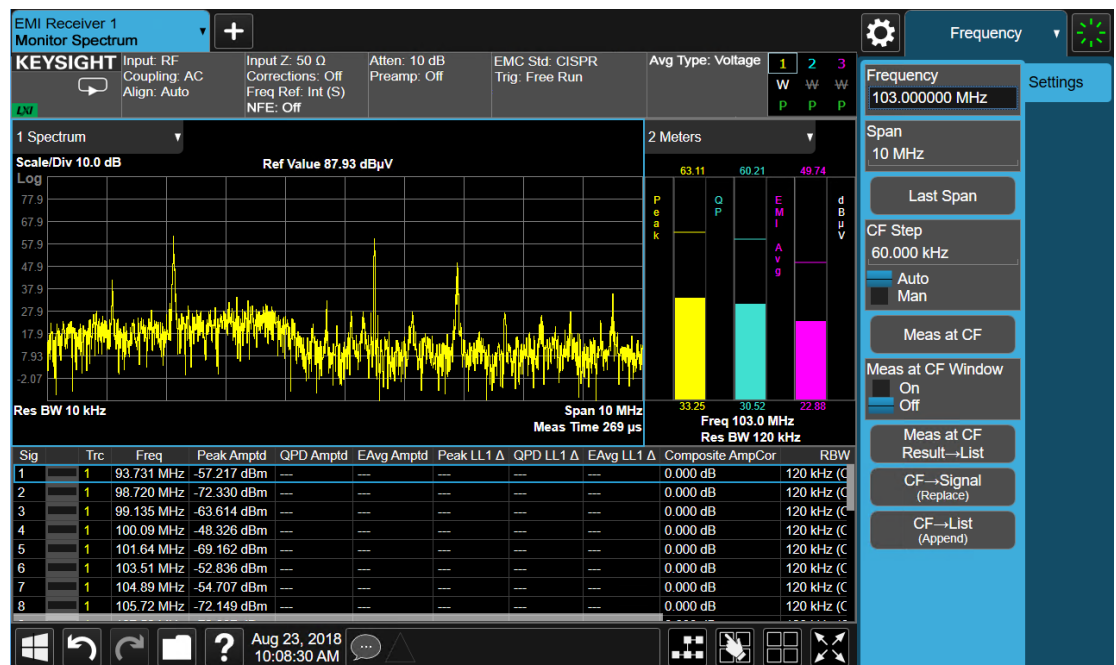 EMI Receiver 1
Monitor Spectrum
Frequency
KEYSIGHT
LXI
Input: RF
Coupling: AC
Align: Auto
Input Z: 50 Ω
Corrections: Off
Freq Ref: Int (S)
NFE: Off
Atten: 10 dB
Preamp: Off
EMC Std: CISPR
Trig: Free Run
Avg Type: Voltage
1 2 3
W W W
P P P
1 Spectrum
Scale/Div 10.0 dB
Ref Value 87.93 dBµV
Log
77.9
67.9
57.9
47.9
37.9
27.9
17.9
7.93
-2.07
Res BW 10 kHz
Span 10 MHz
Meas Time 269 µs
2 Meters
63.11 60.21 49.74
Peak
QP
EMI Avg
dBµV
33.25 30.52 22.88
Freq 103.0 MHz
Res BW 120 kHz
Sig Trc Freq Peak Amptd QPD Amptd EAvg Amptd Peak LL1 Δ QPD LL1 Δ EAvg LL1 Δ Composite AmpCor RBW
1 1 93.731 MHz -57.217 dBm --- --- --- --- --- 0.000 dB 120 kHz (C
2 1 98.720 MHz -72.330 dBm --- --- --- --- --- 0.000 dB 120 kHz (C
3 1 99.135 MHz -63.614 dBm --- --- --- --- --- 0.000 dB 120 kHz (C
4 1 100.09 MHz -48.326 dBm --- --- --- --- --- 0.000 dB 120 kHz (C
5 1 101.64 MHz -69.162 dBm --- --- --- --- --- 0.000 dB 120 kHz (C
6 1 103.51 MHz -52.836 dBm --- --- --- --- --- 0.000 dB 120 kHz (C
7 1 104.89 MHz -54.707 dBm --- --- --- --- --- 0.000 dB 120 kHz (C
8 1 105.72 MHz -72.149 dBm --- --- --- --- --- 0.000 dB 120 kHz (C
Aug 23, 2018
10:08:30 AM
Frequency
103.000000 MHz
Span
10 MHz
Last Span
CF Step
60.000 kHz
Auto
Man
Meas at CF
Meas at CF Window
On
Off
Meas at CF
Result→List
CF→Signal
(Replace)
CF→List
(Append)
Settings